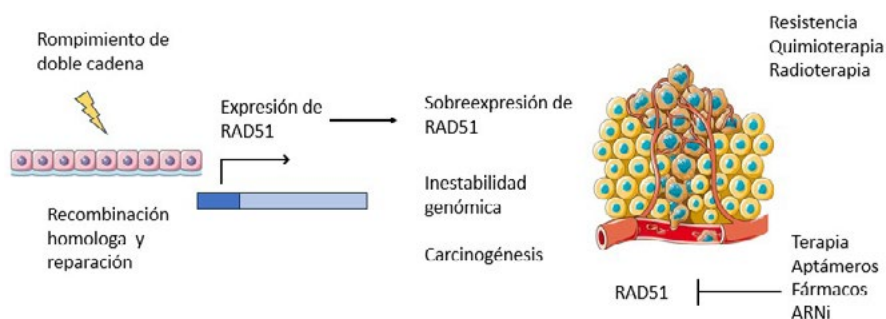 Rompimiento de
doble cadena
Expresión de
RAD51
Recombinación
homologa y
reparación
Sobreexpresión de
RAD51
Inestabilidad
genómica
Carcinogénesis
Resistencia
Quimioterapia
Radioterapia
RAD51
Terapia
Aptámeros
Fármacos
ARNi